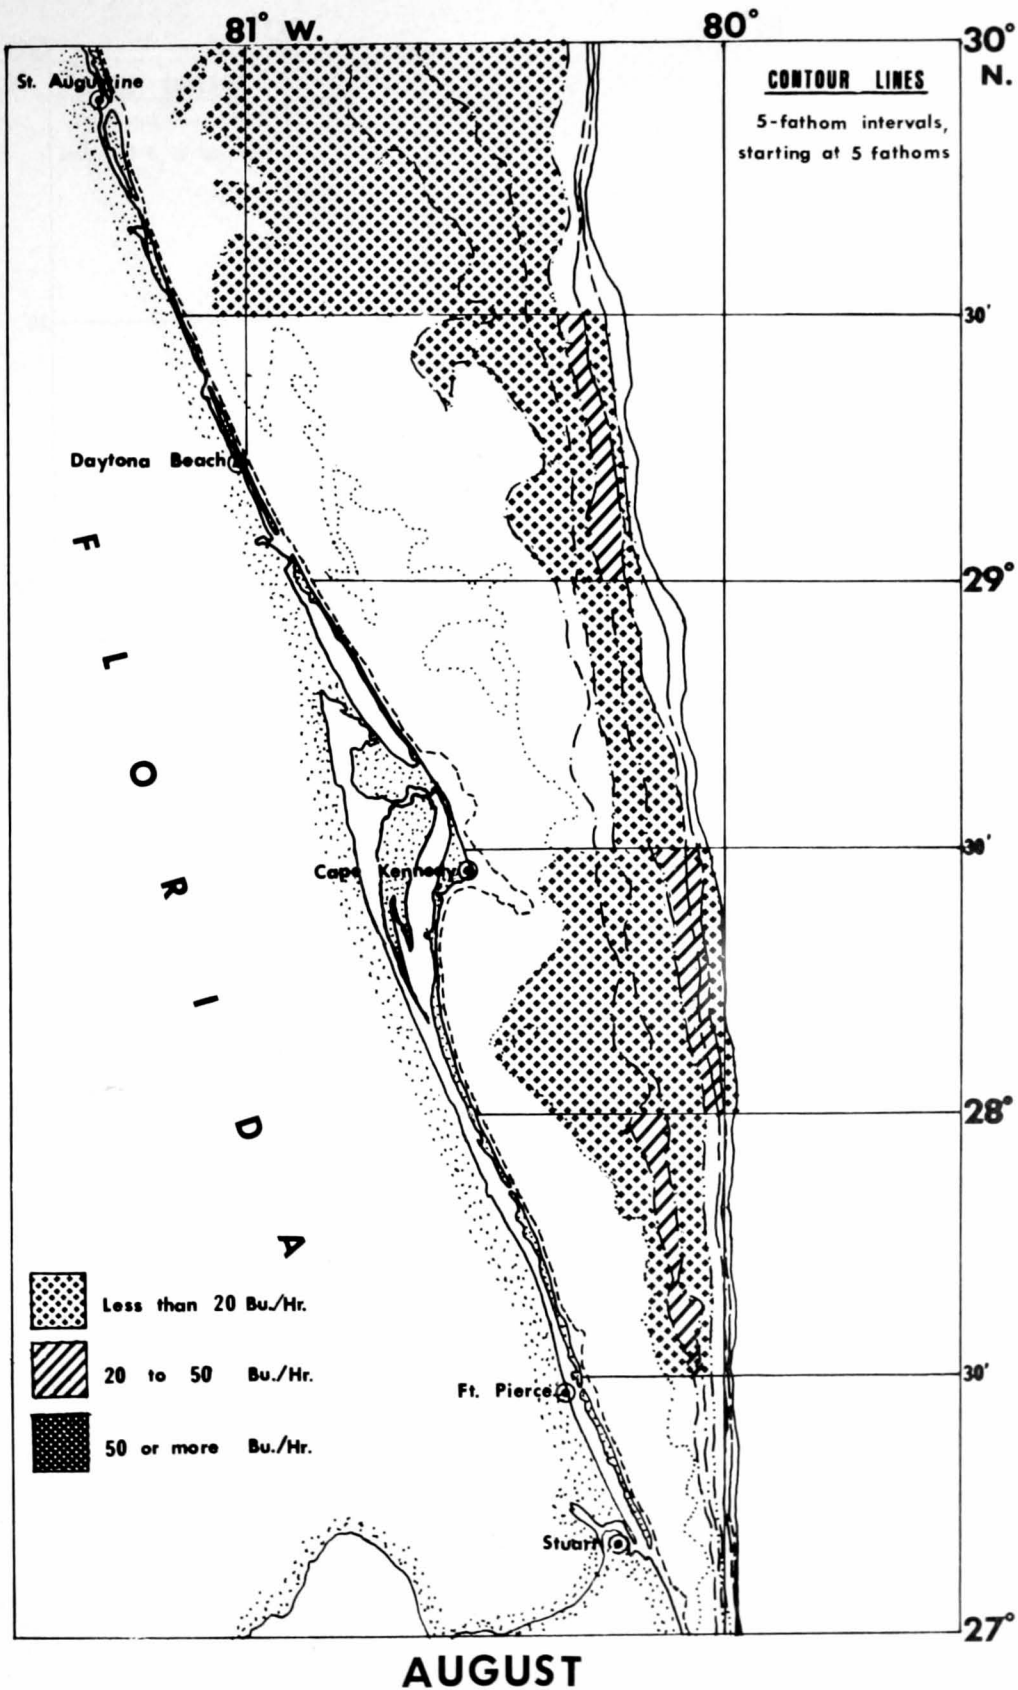 81° W.
80°
30°
N.
CONTOUR LINES
5-fathom intervals,
starting at 5 fathoms
St. Augustine
30'
Daytona Beach
29°
FLORIDA
30'
Cape Kennedy
28°
Less than 20 Bu./Hr.
20 to 50 Bu./Hr.
30'
Ft. Pierce
50 or more Bu./Hr.
Stuart
27°
AUGUST